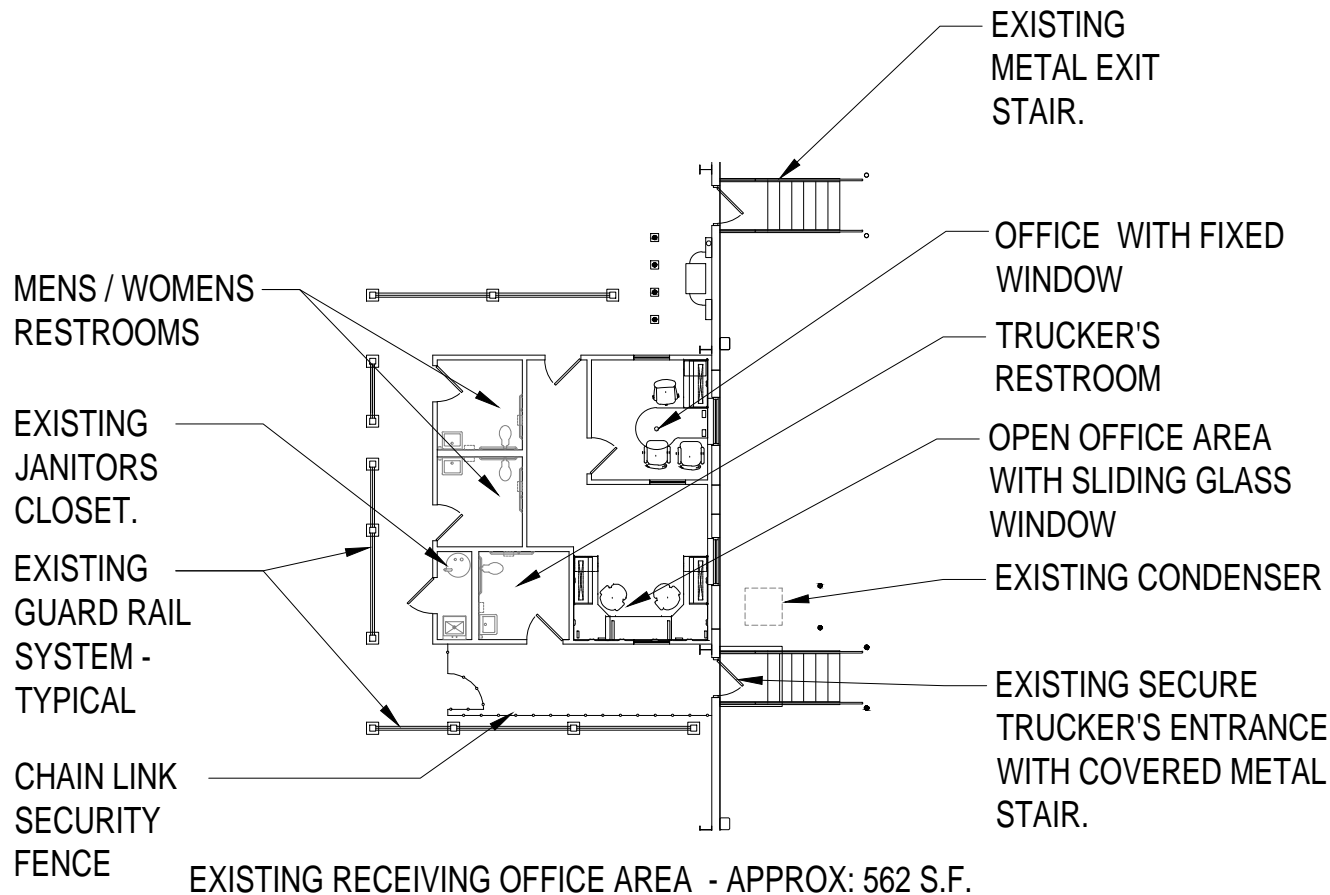 EXISTING
METAL EXIT
STAIR.
OFFICE WITH FIXED
WINDOW
MENS / WOMENS
RESTROOMS
TRUCKER'S
RESTROOM
EXISTING
JANITORS
CLOSET.
OPEN OFFICE AREA
WITH SLIDING GLASS
WINDOW
EXISTING
GUARD RAIL
SYSTEM -
TYPICAL
EXISTING CONDENSER
EXISTING SECURE
TRUCKER'S ENTRANCE
WITH COVERED METAL
STAIR.
CHAIN LINK
SECURITY
FENCE
EXISTING RECEIVING OFFICE AREA - APPROX: 562 S.F.